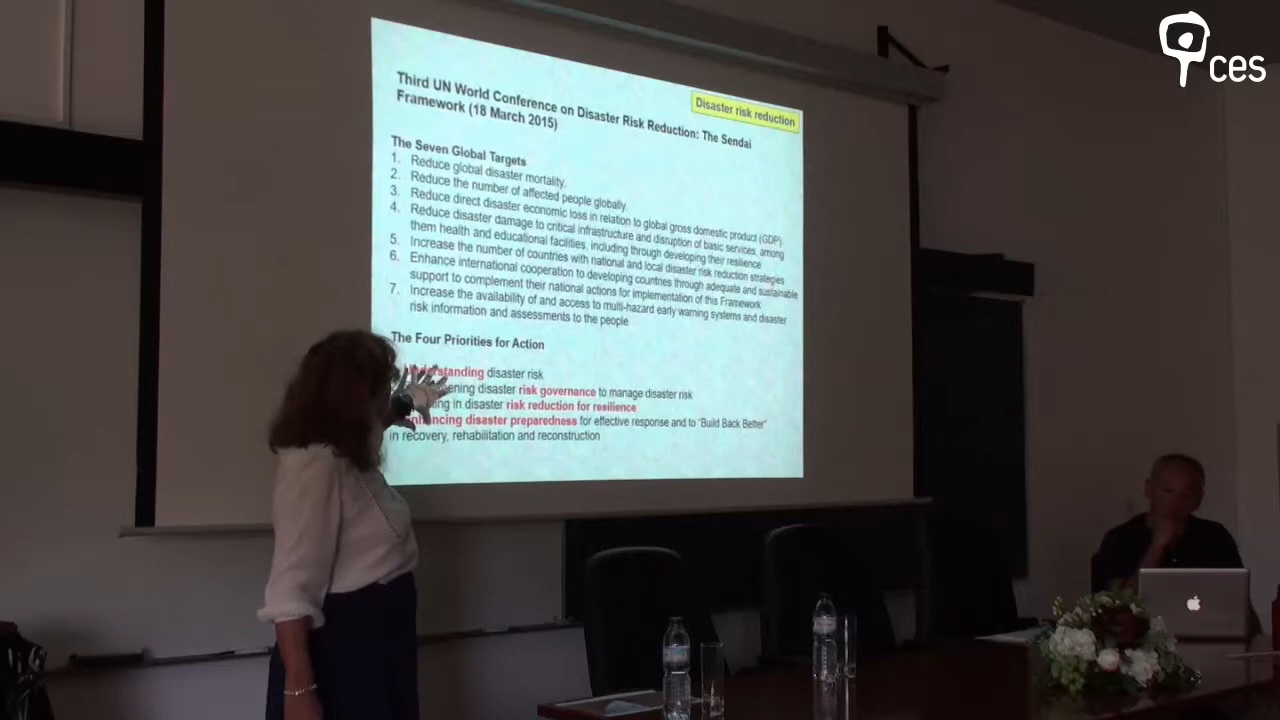 ces
Disaster risk reduction
Third UN World Conference on Disaster Risk Reduction: The Sendai
Framework (18 March 2015)
The Seven Global Targets
1. Reduce global disaster mortality.
2. Reduce the number of affected people globally.
3. Reduce direct disaster economic loss in relation to global gross domestic product (GDP)
4. Reduce disaster damage to critical infrastructure and disruption of basic services, among
them health and educational facilities, including through developing their resilience
5. Increase the number of countries with national and local disaster risk reduction strategies
6. Enhance international cooperation to developing countries through adequate and sustainable
support to complement their national actions for implementation of this Framework
7. Increase the availability of and access to multi-hazard early warning systems and disaster
risk information and assessments to the people
The Four Priorities for Action
disaster risk
disaster risk governance to manage disaster risk
in disaster risk reduction for resilience
disaster preparedness for effective response and to "Build Back Better"
in recovery, rehabilitation and reconstruction